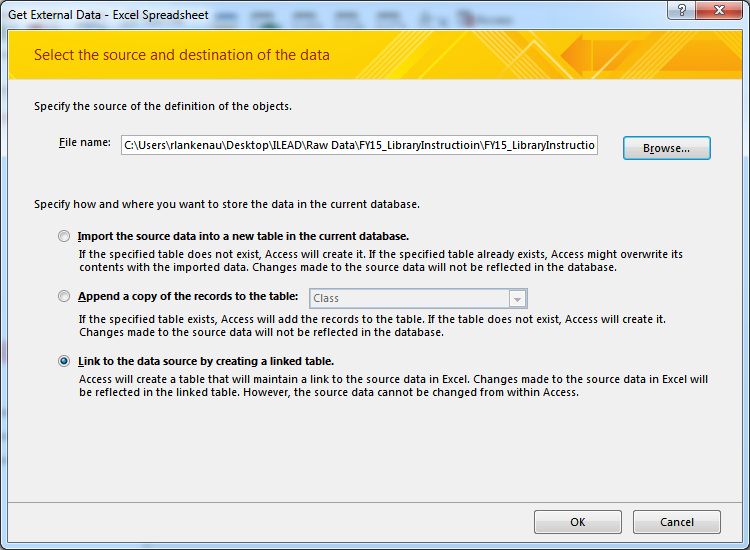 Get External Data - Excel Spreadsheet
Select the source and destination of the data
Specify the source of the definition of the objects.
File name: C:\Users\rlankenau\Desktop\ILEAD\Raw Data\FY15_LibraryInstructioin\FY15_LibraryInstructio Browse...
Specify how and where you want to store the data in the current database.
Import the source data into a new table in the current database.
If the specified table does not exist, Access will create it. If the specified table already exists, Access might overwrite its
contents with the imported data. Changes made to the source data will not be reflected in the database.
Append a copy of the records to the table: Class
If the specified table exists, Access will add the records to the table. If the table does not exist, Access will create it.
Changes made to the source data will not be reflected in the database.
Link to the data source by creating a linked table.
Access will create a table that will maintain a link to the source data in Excel. Changes made to the source data in Excel will
be reflected in the linked table. However, the source data cannot be changed from within Access.
OK Cancel